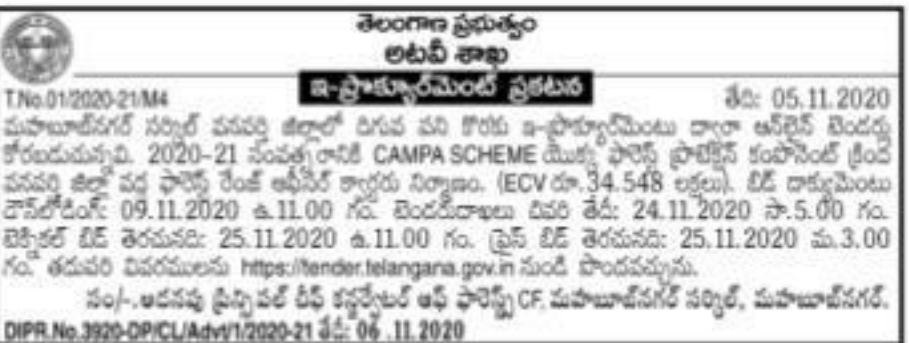 తెలంగాణ ప్రభుత్వం
అటవీ శాఖ
ఇ-ప్రొక్యూర్‌మెంట్ ప్రకటన
T.No.01/2020-21/M4 తేది: 05.11.2020
మహబూబ్‌నగర్ సర్కిల్ వనపర్తి జిల్లాలో దిగువ పని కొరకు ఇ-ప్రొక్యూర్‌మెంటు ద్వారా ఆన్‌లైన్ టెండర్లు
కోరబడుచున్నవి. 2020-21 సంవత్సరానికి CAMPA SCHEME యొక్క ఫారెస్ట్ ప్రొటెక్షన్ కంపొనెంట్ క్రింద
వనపర్తి జిల్లా వద్ద ఫారెస్ట్ రేంజ్ ఆఫీసర్ క్వార్టరు నిర్మాణం. (ECV రూ.34.548 లక్షలు). బిడ్ డాక్యుమెంటు
డౌన్‌లోడింగ్: 09.11.2020 ఉ.11.00 గం. టెండరుదాఖలు చివరి తేదీ: 24.11.2020 సా.5.00 గం.
టెక్నికల్ బిడ్ తెరచునది: 25.11.2020 ఉ.11.00 గం. ప్రైస్ బిడ్ తెరచునది: 25.11.2020 మ.3.00
గం. తదుపరి వివరములను https://tender.telangana.gov.in నుండి పొందవచ్చును.
సం/-. అదనపు ప్రిన్సిపల్ చీఫ్ కన్జర్వేటర్ ఆఫ్ ఫారెస్ట్స్ CF, మహబూబ్‌నగర్ సర్కిల్, మహబూబ్‌నగర్.
DIPR.No.3920-DP/CL/Advt/1/2020-21 తేదీ: 06 .11.2020